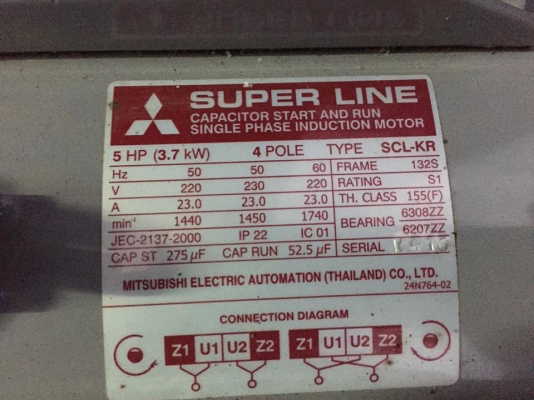 SUPER LINE
CAPACITOR START AND RUN
SINGLE PHASE INDUCTION MOTOR
5 HP (3.7 kW) 4 POLE TYPE SCL-KR
Hz 50 50 60 FRAME 132S
V 220 230 220 RATING S1
A 23.0 23.0 23.0 TH. CLASS 155(F)
min⁻¹ 1440 1450 1740 BEARING 6308ZZ
JEC-2137-2000 IP 22 IC 01 6207ZZ
CAP ST 275 µF CAP RUN 52.5 µF SERIAL
MITSUBISHI ELECTRIC AUTOMATION (THAILAND) CO., LTD.
24N764-02
CONNECTION DIAGRAM
Z1 U1 U2 Z2 Z1 U1 U2 Z2